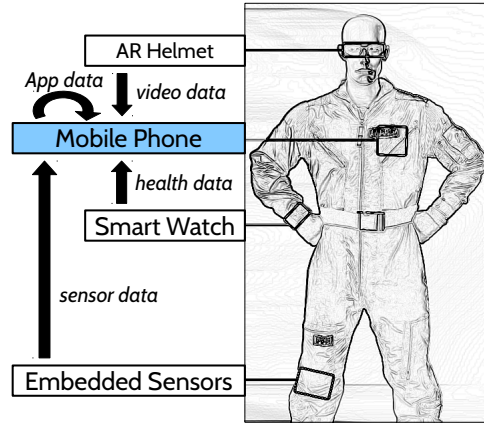 AR Helmet
App data
video data
Mobile Phone
health data
Smart Watch
sensor data
Embedded Sensors